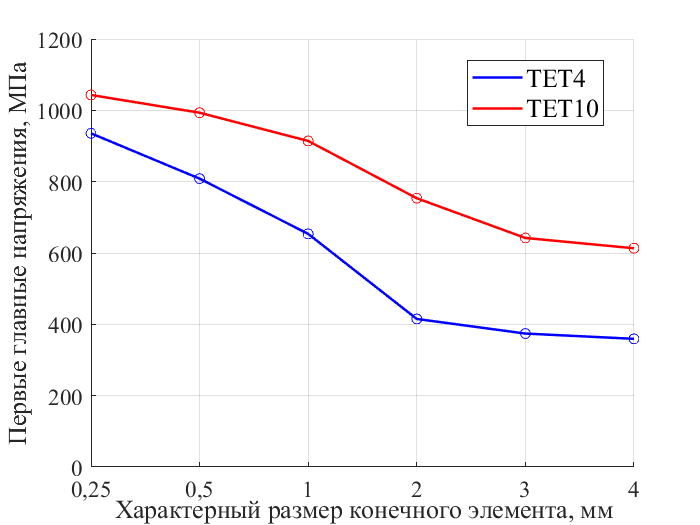 Первые главные напряжения, МПа
1200
1000
800
600
400
200
0
TET4
TET10
0,25 0,5 1 2 3 4
Характерный размер конечного элемента, мм